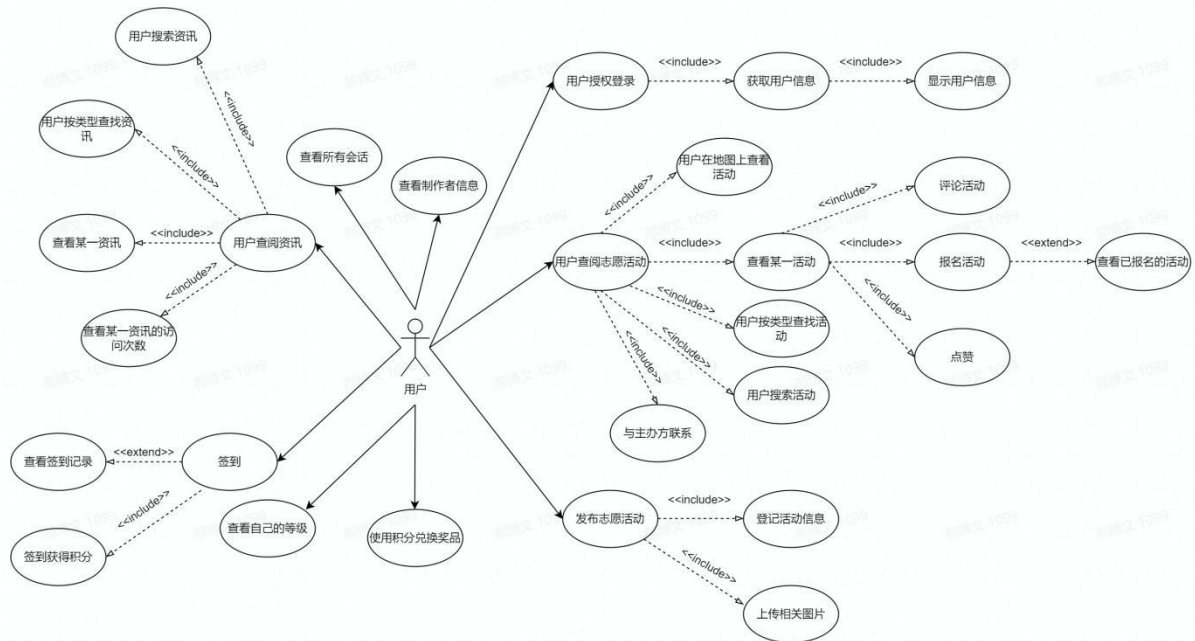 用户搜索资讯
<<include>>
用户按类型查找资
讯
<<include>>
查看某一资讯
<<include>>
用户查阅资讯
<<include>>
查看某一资讯的访
问次数
查看所有会话
查看制作者信息
用户
用户授权登录
<<include>>
获取用户信息
<<include>>
显示用户信息
用户在地图上查看
活动
<<include>>
用户查阅志愿活动
<<include>>
查看某一活动
<<include>>
评论活动
<<include>>
报名活动
<<extend>>
查看已报名的活动
<<include>>
点赞
<<include>>
用户按类型查找活
动
<<include>>
用户搜索活动
<<include>>
与主办方联系
查看签到记录
<<extend>>
签到
<<include>>
签到获得积分
查看自己的等级
使用积分兑换奖品
发布志愿活动
<<include>>
登记活动信息
<<include>>
上传相关图片